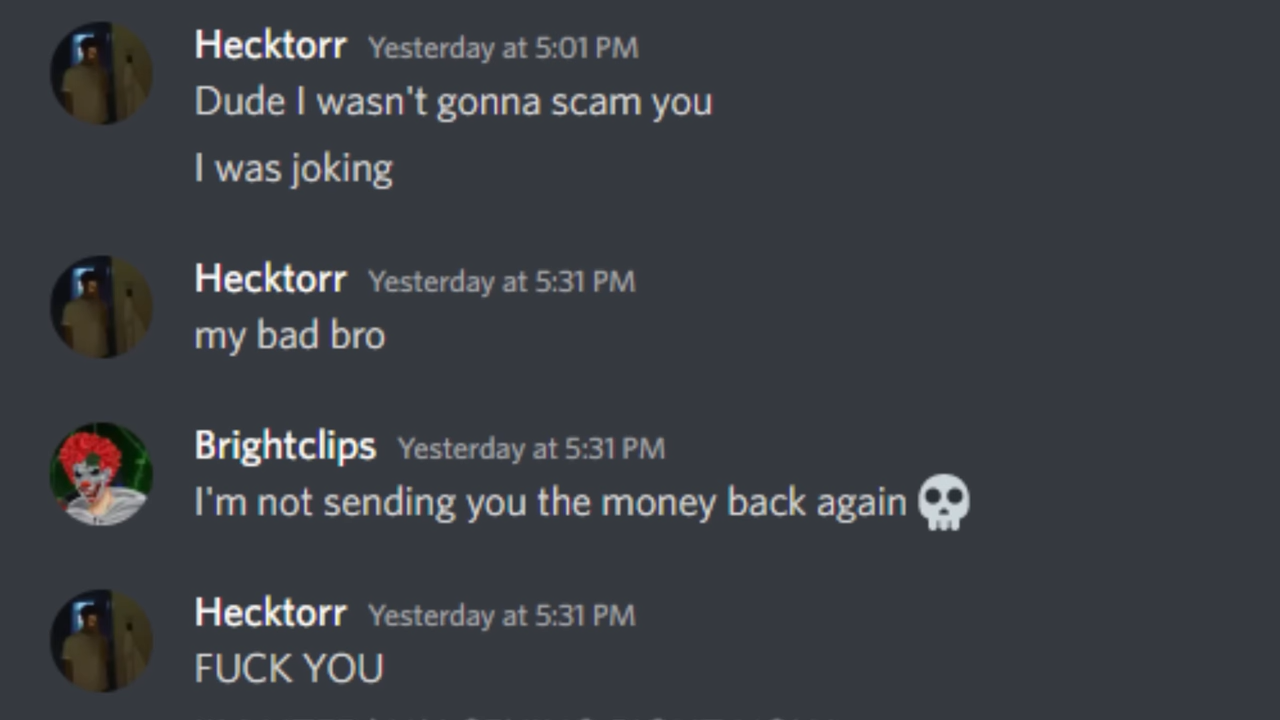 Hecktorr Yesterday at 5:01 PM
Dude I wasn't gonna scam you
I was joking
Hecktorr Yesterday at 5:31 PM
my bad bro
Brightclips Yesterday at 5:31 PM
I'm not sending you the money back again 💀
Hecktorr Yesterday at 5:31 PM
FUCK YOU